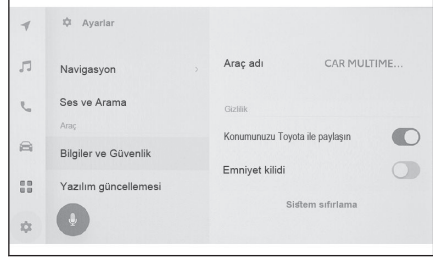 Ayarlar
Navigasyon
Ses ve Arama
Araç
Bilgiler ve Güvenlik
Yazılım güncellemesi
Araç adı CAR MULTIME...
Gizlilik
Konumunuzu Toyota ile paylaşın
Emniyet kilidi
Sistem sıfırlama